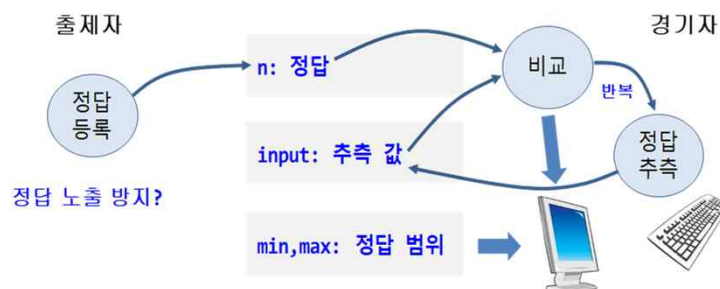 출제자
경기자
n: 정답
비교
정답
등록
반복
정답
추측
input: 추측 값
정답 노출 방지?
min,max: 정답 범위